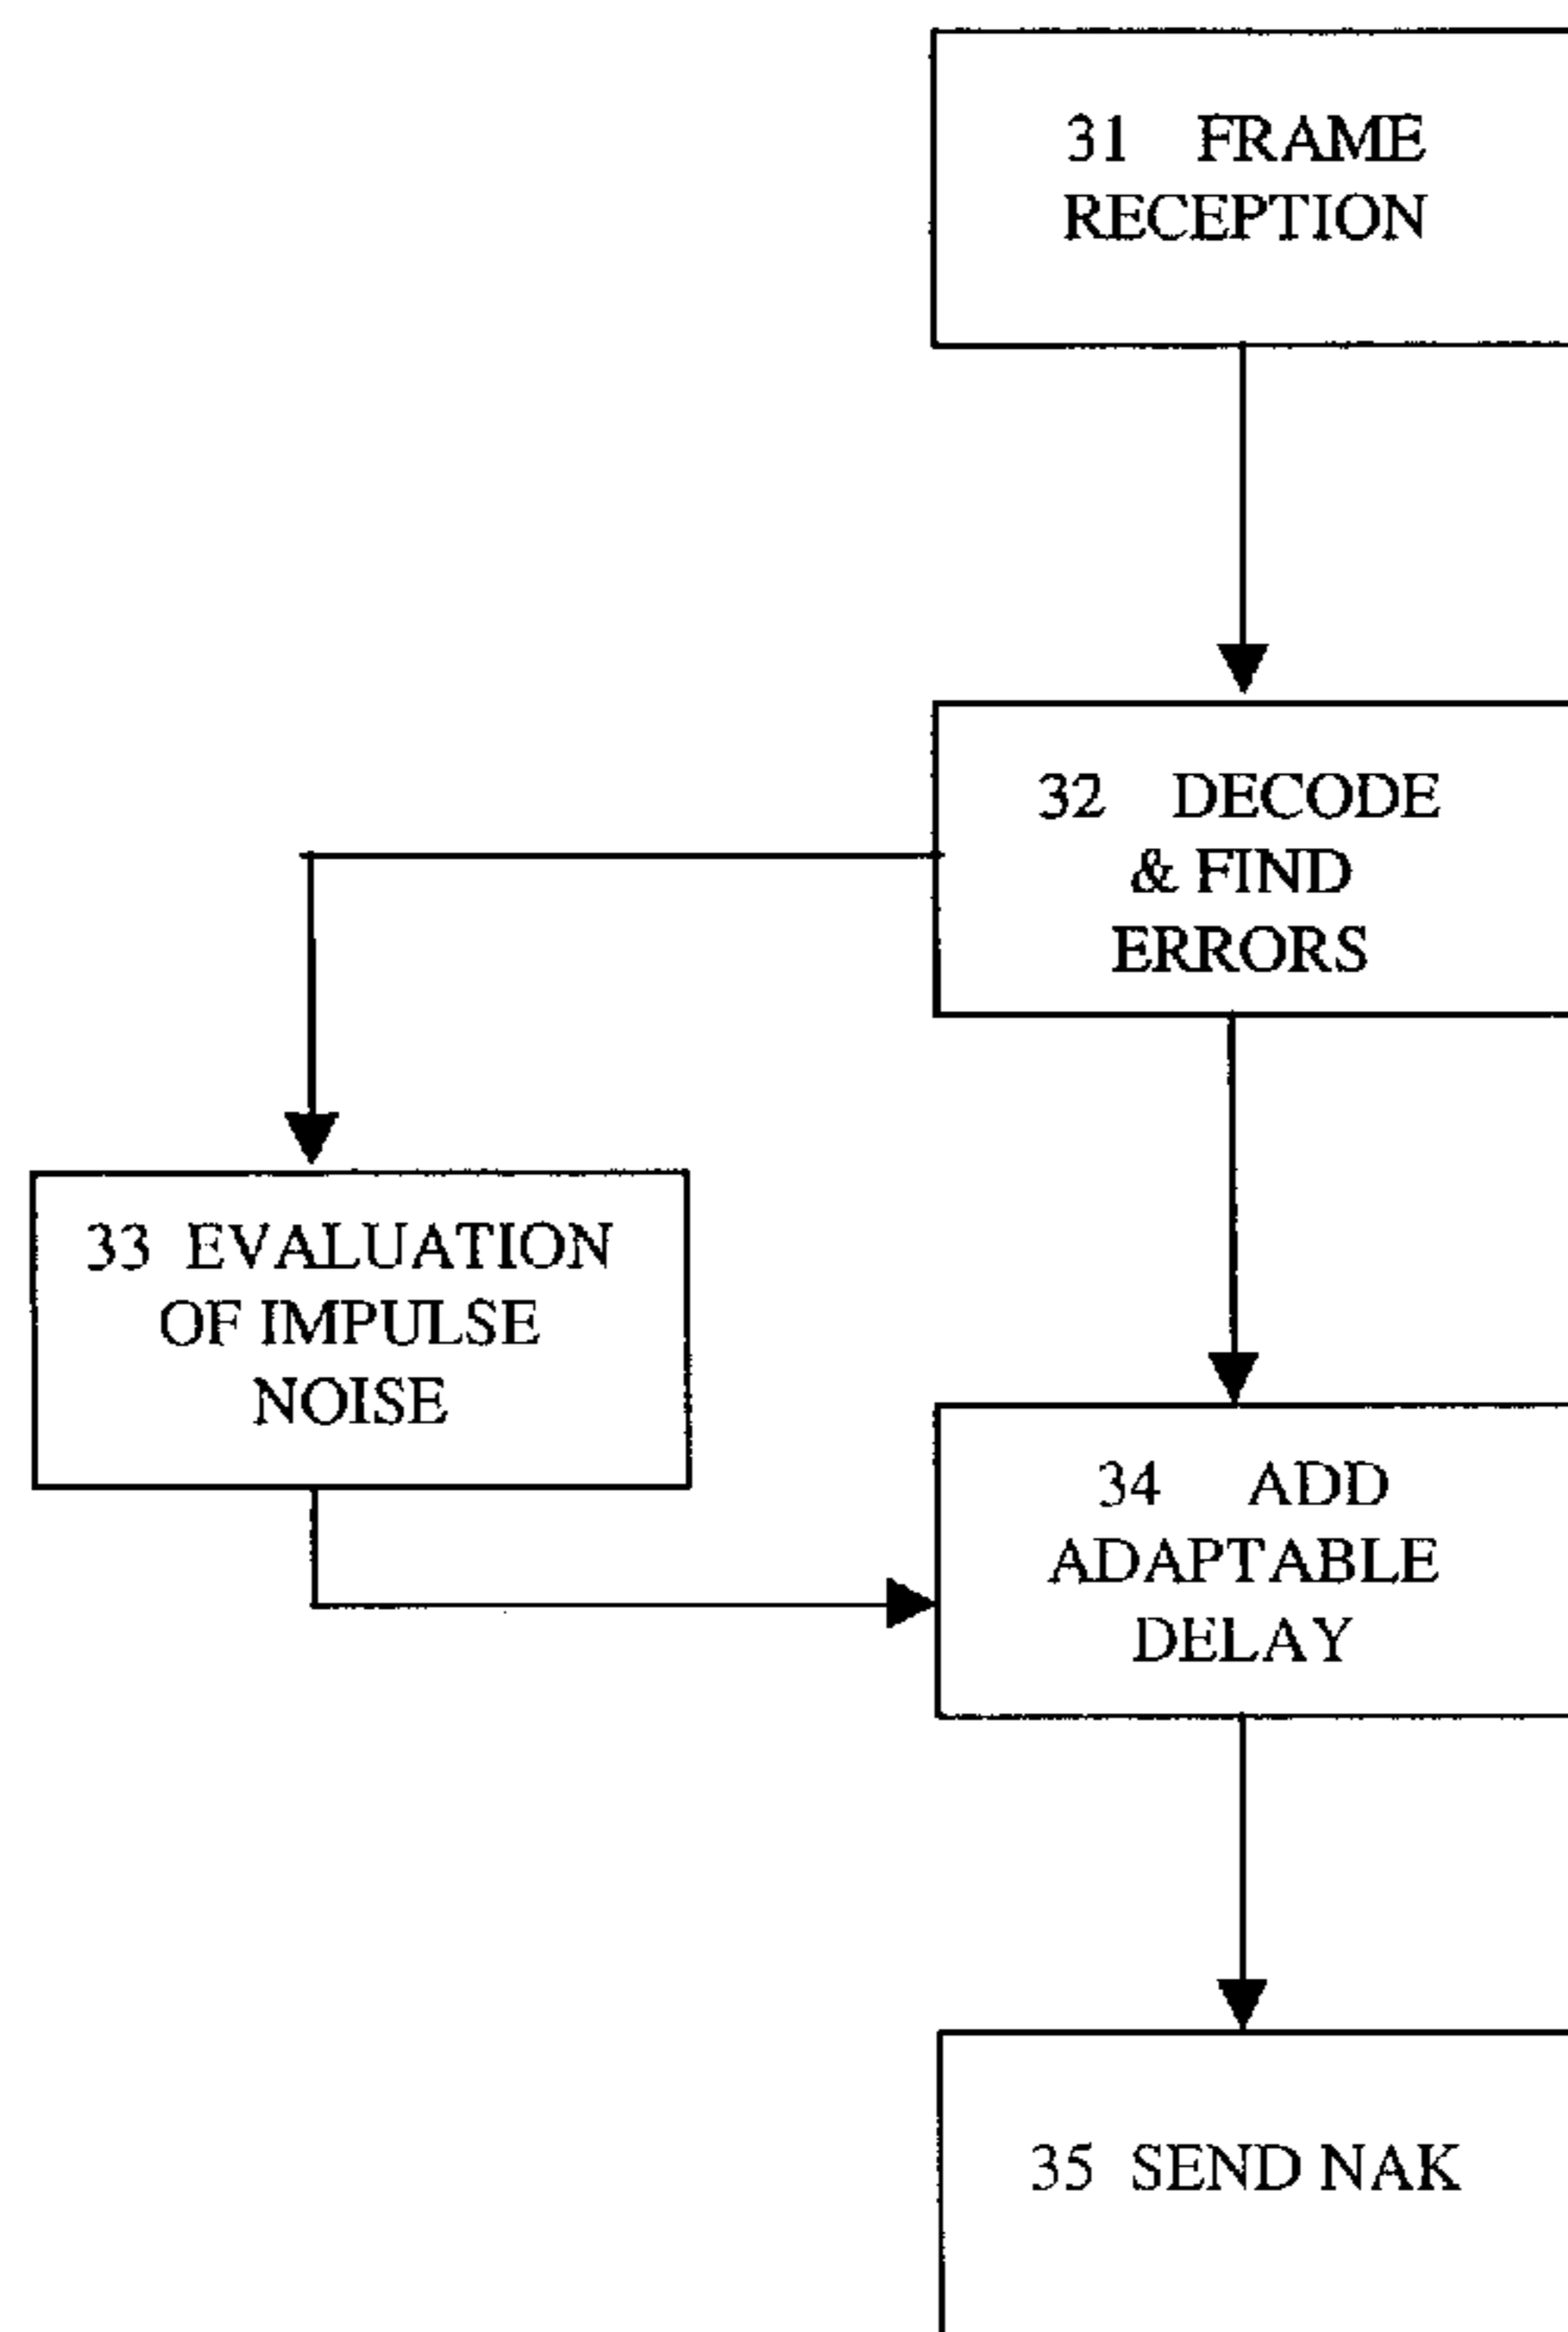 31 FRAME
RECEPTION
32 DECODE
& FIND
ERRORS
33 EVALUATION
OF IMPULSE
NOISE
34 ADD
ADAPTABLE
DELAY
35 SEND NAK